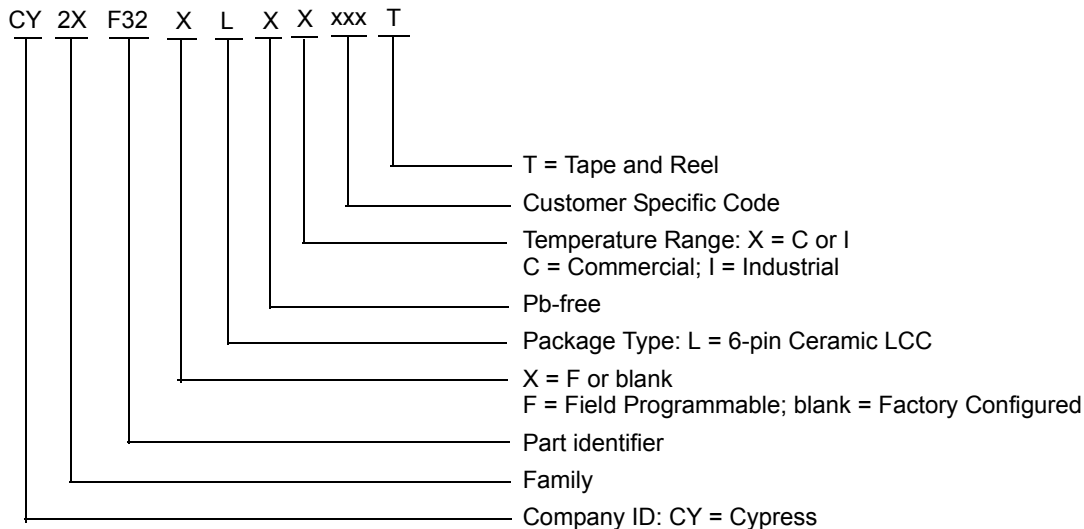 CY 2X F32 X L X X xxx T
T = Tape and Reel
Customer Specific Code
Temperature Range: X = C or I
C = Commercial; I = Industrial
Pb-free
Package Type: L = 6-pin Ceramic LCC
X = F or blank
F = Field Programmable; blank = Factory Configured
Part identifier
Family
Company ID: CY = Cypress